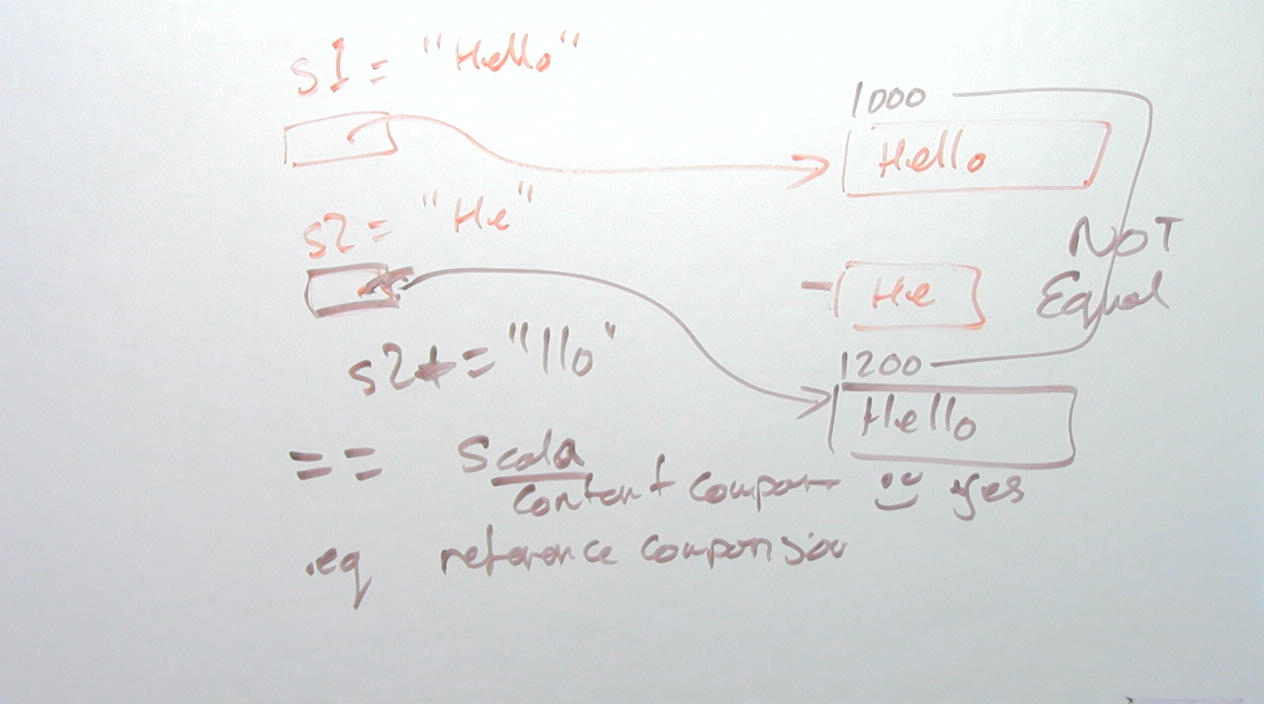 s1 = "Hello"
1000
Hello
s2 = "He"
NOT
Equal
He
s2+= "llo"
1200
Hello
== Scala
content compar yes
.eq reference comparision